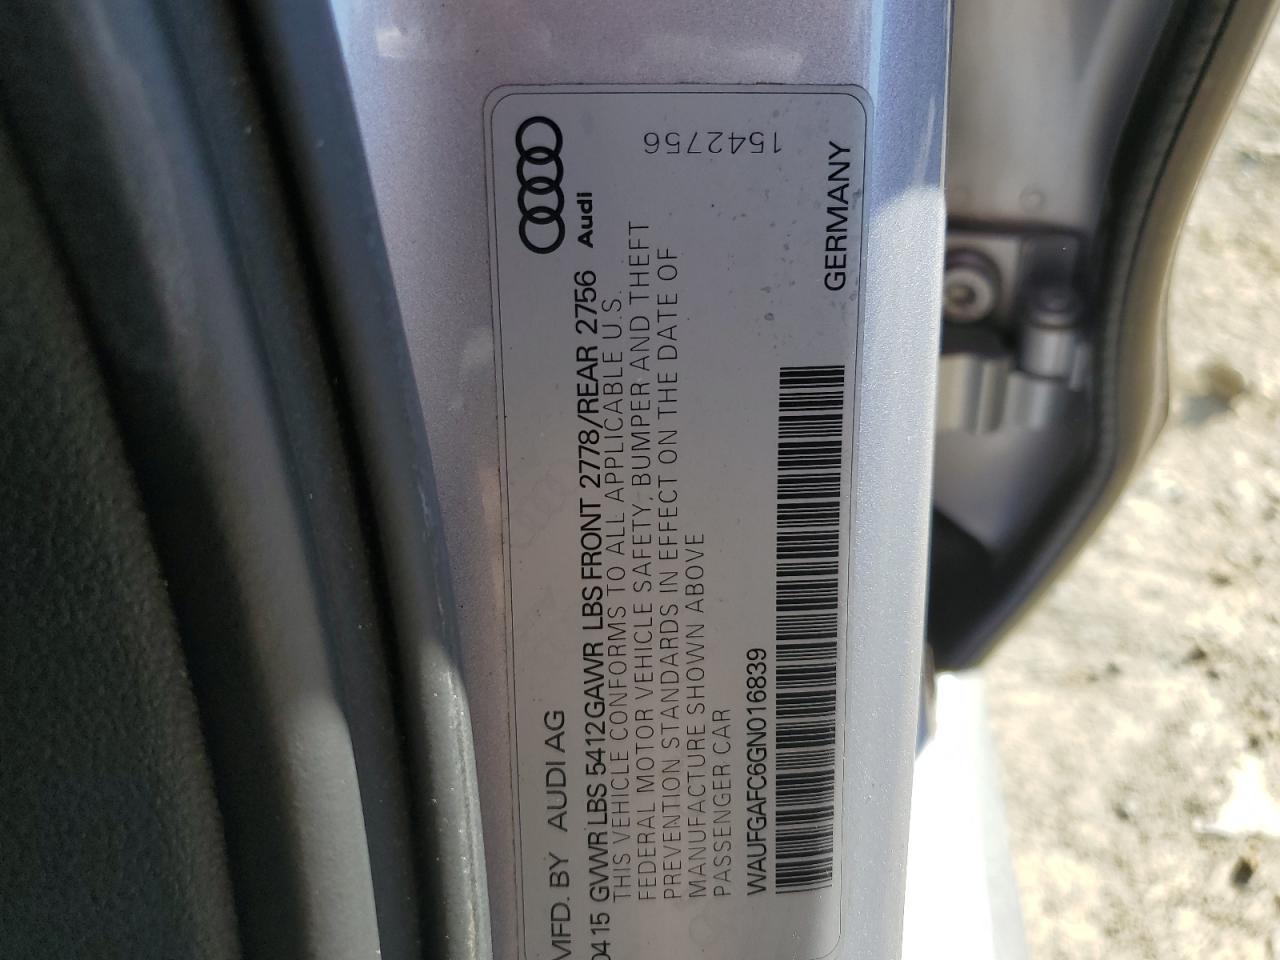 MFD. BY AUDI AG
0415 GVWR LBS 5412 GAWR LBS FRONT 2778/REAR 2756
Audi
THIS VEHICLE CONFORMS TO ALL APPLICABLE U.S.
FEDERAL MOTOR VEHICLE SAFETY, BUMPER AND THEFT
PREVENTION STANDARDS IN EFFECT ON THE DATE OF
MANUFACTURE SHOWN ABOVE
PASSENGER CAR
WAUFGAFC6GN016839
GERMANY
1542756